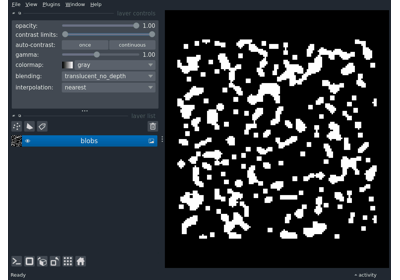 File View Plugins Window Help
layer controls
opacity: 1.00
contrast limits:
auto-contrast: once continuous
gamma: 1.00
colormap: gray
blending: translucent_no_depth
interpolation: nearest
layer list
blobs
Ready
activity